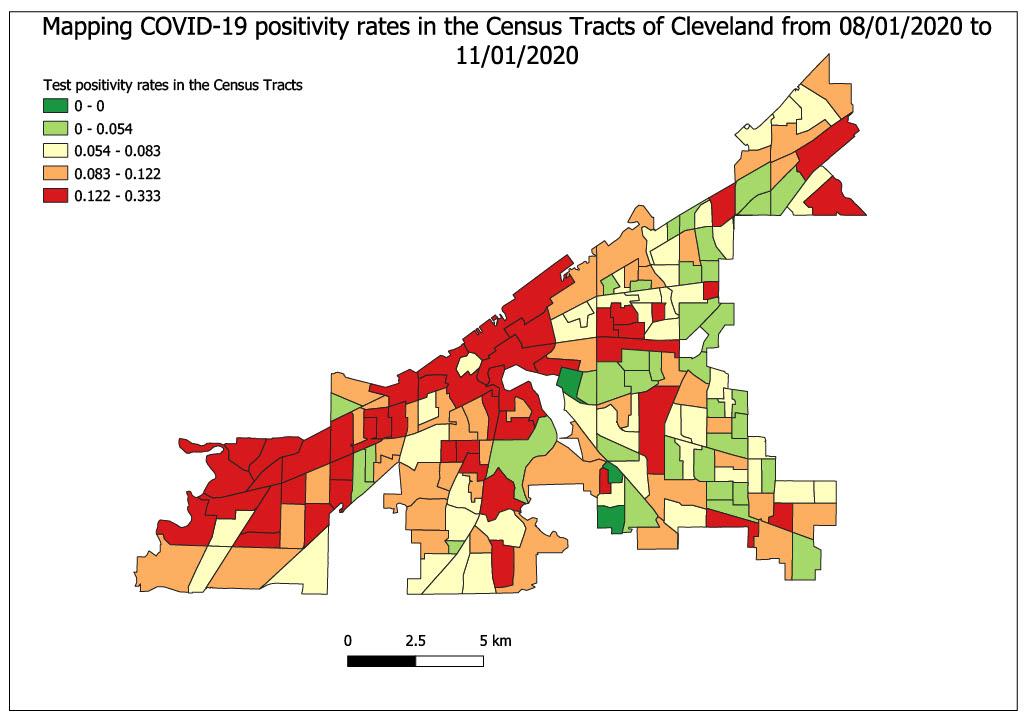 Mapping COVID-19 positivity rates in the Census Tracts of Cleveland from 08/01/2020 to
11/01/2020
Test positivity rates in the Census Tracts
0 - 0
0 - 0.054
0.054 - 0.083
0.083 - 0.122
0.122 - 0.333
0 2.5 5 km